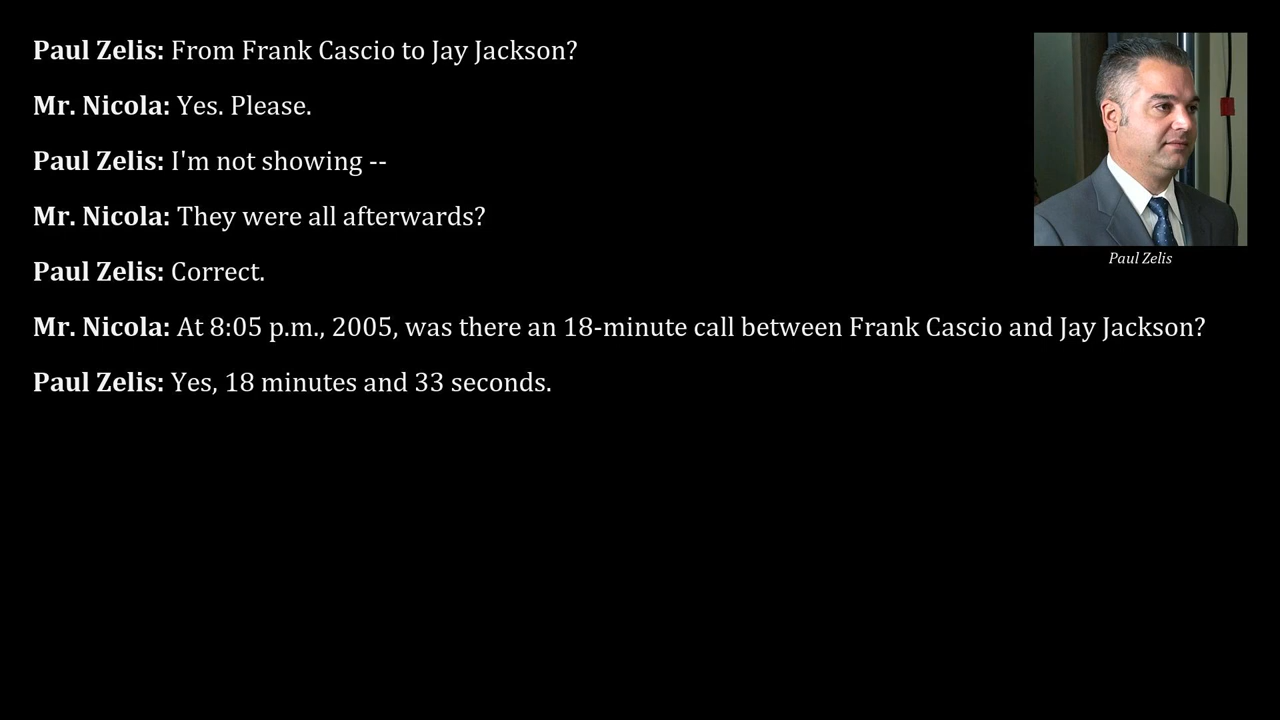 Paul Zelis: From Frank Cascio to Jay Jackson?
Mr. Nicola: Yes. Please.
Paul Zelis: I'm not showing --
Mr. Nicola: They were all afterwards?
Paul Zelis: Correct.
Mr. Nicola: At 8:05 p.m., 2005, was there an 18-minute call between Frank Cascio and Jay Jackson?
Paul Zelis: Yes, 18 minutes and 33 seconds.
Paul Zelis